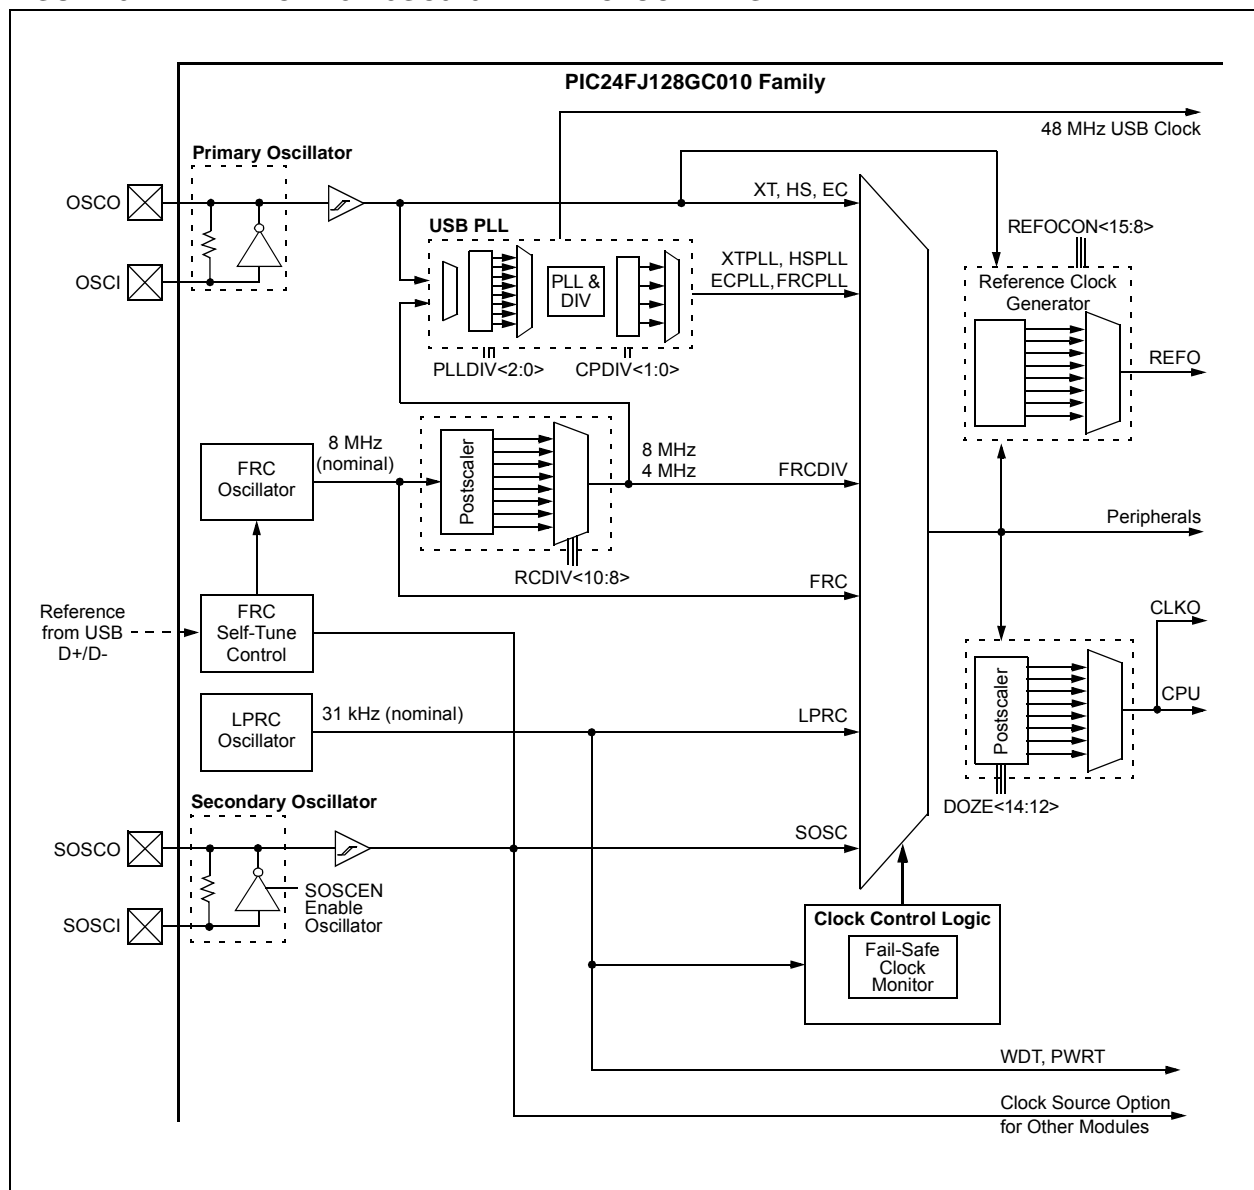 PIC24FJ128GC010 Family
48 MHz USB Clock
Primary Oscillator
OSCO
OSCI
XT, HS, EC
USB PLL
PLL &
DIV
XTPLL, HSPLL
ECPLL, FRCPLL
PLLDIV<2:0>
CPDIV<1:0>
REFOCON<15:8>
Reference Clock
Generator
REFO
8 MHz
(nominal)
FRC
Oscillator
Postscaler
8 MHz
4 MHz
FRCDIV
Peripherals
RCDIV<10:8>
FRC
Reference
from USB
D+/D-
FRC
Self-Tune
Control
CLKO
CPU
Postscaler
DOZE<14:12>
LPRC
Oscillator
31 kHz (nominal)
LPRC
Secondary Oscillator
SOSCO
SOSCI
SOSCEN
Enable
Oscillator
SOSC
Clock Control Logic
Fail-Safe
Clock
Monitor
WDT, PWRT
Clock Source Option
for Other Modules